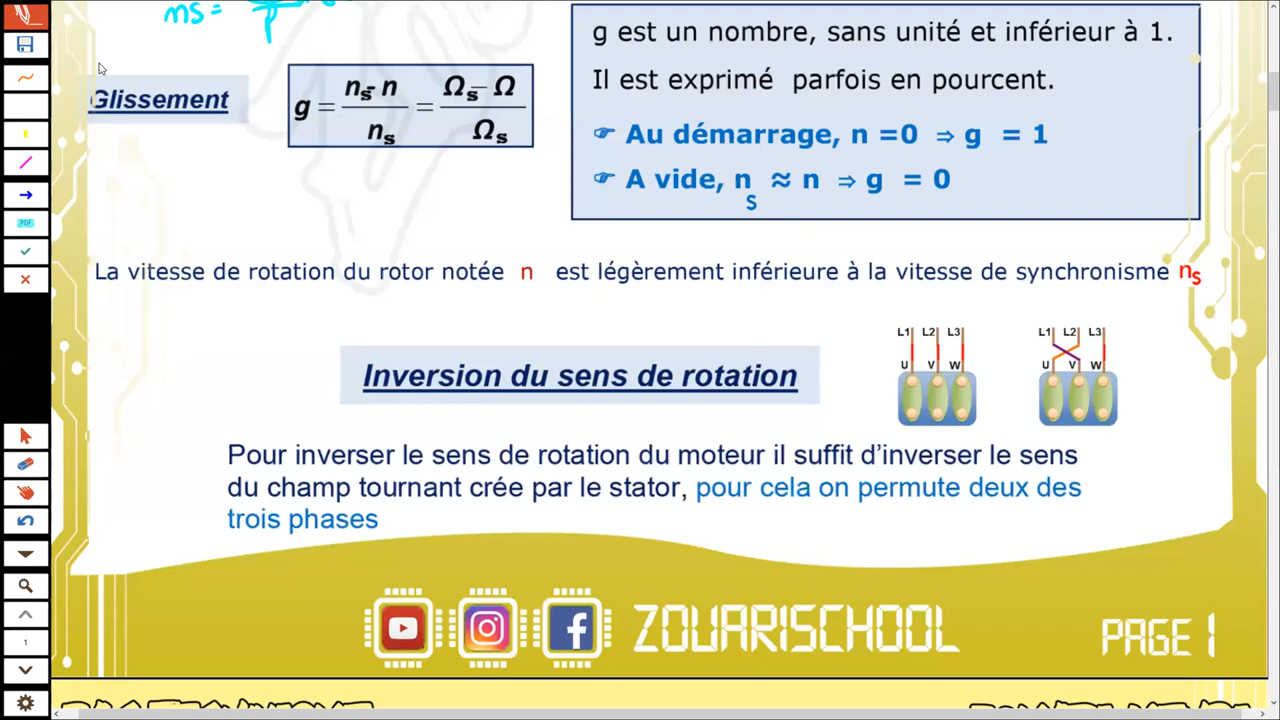 ns =
p
Glissement
g = ns - n / ns = Ωs - Ω / Ωs
g est un nombre, sans unité et inférieur à 1.
Il est exprimé parfois en pourcent.
☞ Au démarrage, n =0 ⇒ g = 1
☞ A vide, ns ≈ n ⇒ g = 0
La vitesse de rotation du rotor notée n est légèrement inférieure à la vitesse de synchronisme ns
L1 L2 L3
U V W
L1 L2 L3
U V W
Inversion du sens de rotation
Pour inverser le sens de rotation du moteur il suffit d’inverser le sens
du champ tournant crée par le stator, pour cela on permute deux des
trois phases
ZOUARISCHOOL
PAGE 1
PDF
1